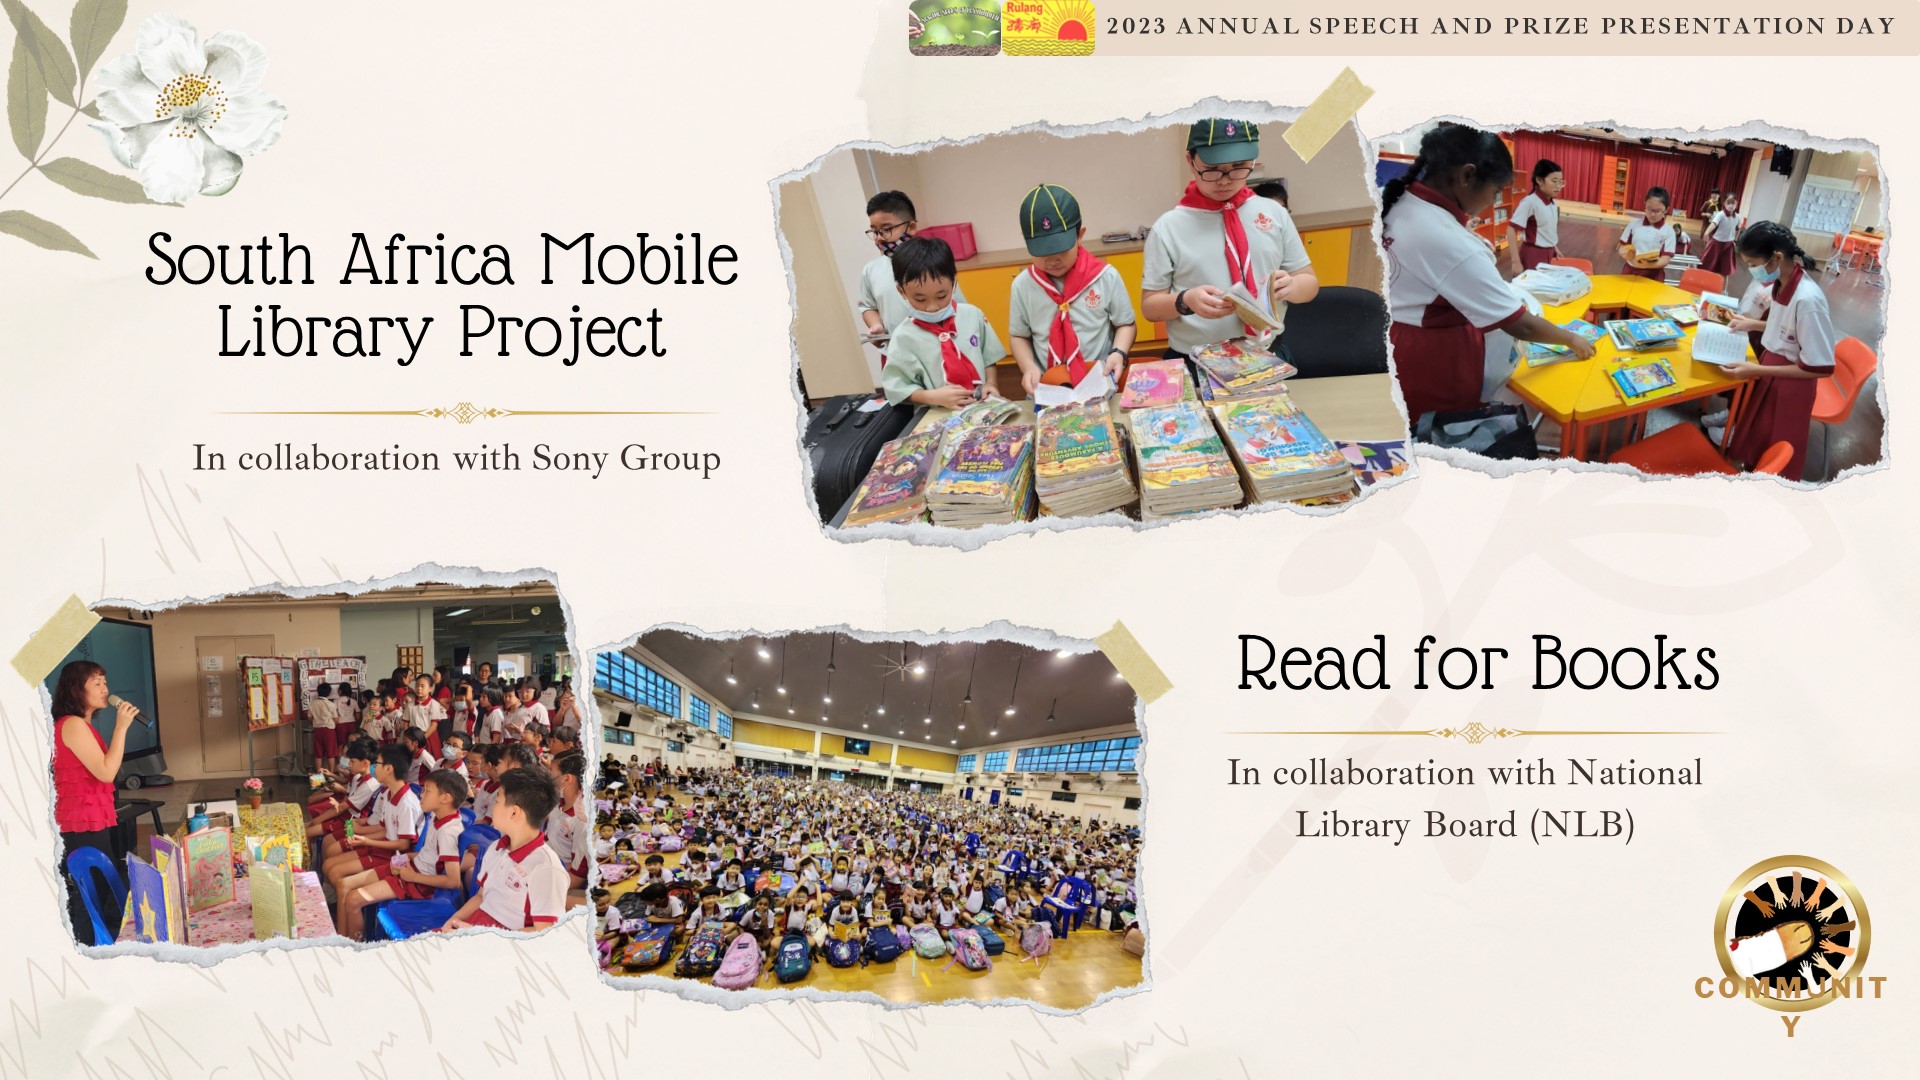 Rulang
2023 ANNUAL SPEECH AND PRIZE PRESENTATION DAY
South Africa Mobile
Library Project
In collaboration with Sony Group
Read for Books
In collaboration with National
Library Board (NLB)
COMMUNIT
Y